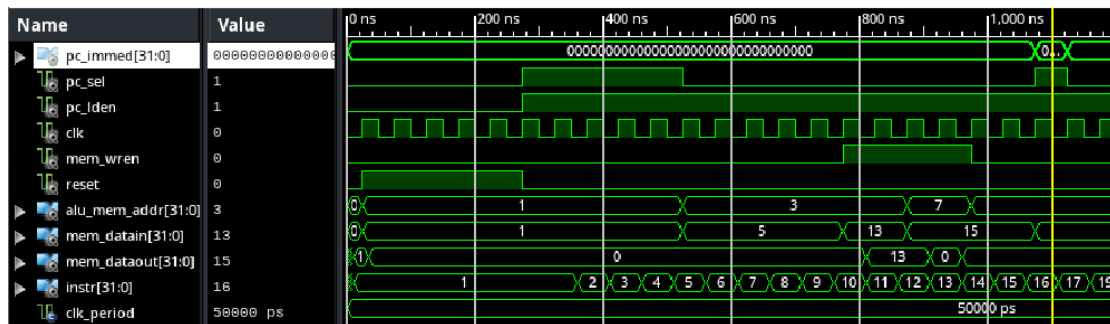 Name Value 0 ns 200 ns 400 ns 600 ns 800 ns 1,000 ns
pc_immed[31:0] 00000000000000 00000000000000000000000000000000 0...
pc_sel 1
pc_lden 1
clk 0
mem_wren 0
reset 0
alu_mem_addr[31:0] 3 0 1 3 7
mem_datain[31:0] 13 0 1 5 13 15
mem_dataout[31:0] 15 1 0 13 0
instr[31:0] 16 1 2 3 4 5 6 7 8 9 10 11 12 13 14 15 16 17 19
clk_period 50000 ps 50000 ps